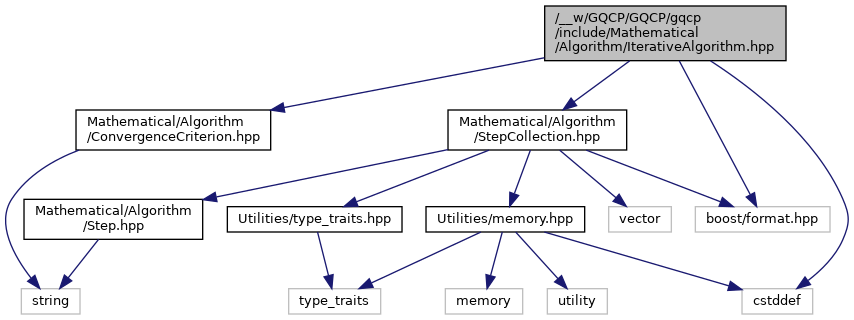 /__w/GQCP/GQCP/gqcp
/include/Mathematical
/Algorithm/IterativeAlgorithm.hpp
Mathematical/Algorithm
/ConvergenceCriterion.hpp
Mathematical/Algorithm
/StepCollection.hpp
Mathematical/Algorithm
/Step.hpp
Utilities/type_traits.hpp
Utilities/memory.hpp
vector
boost/format.hpp
string
type_traits
memory
utility
cstddef